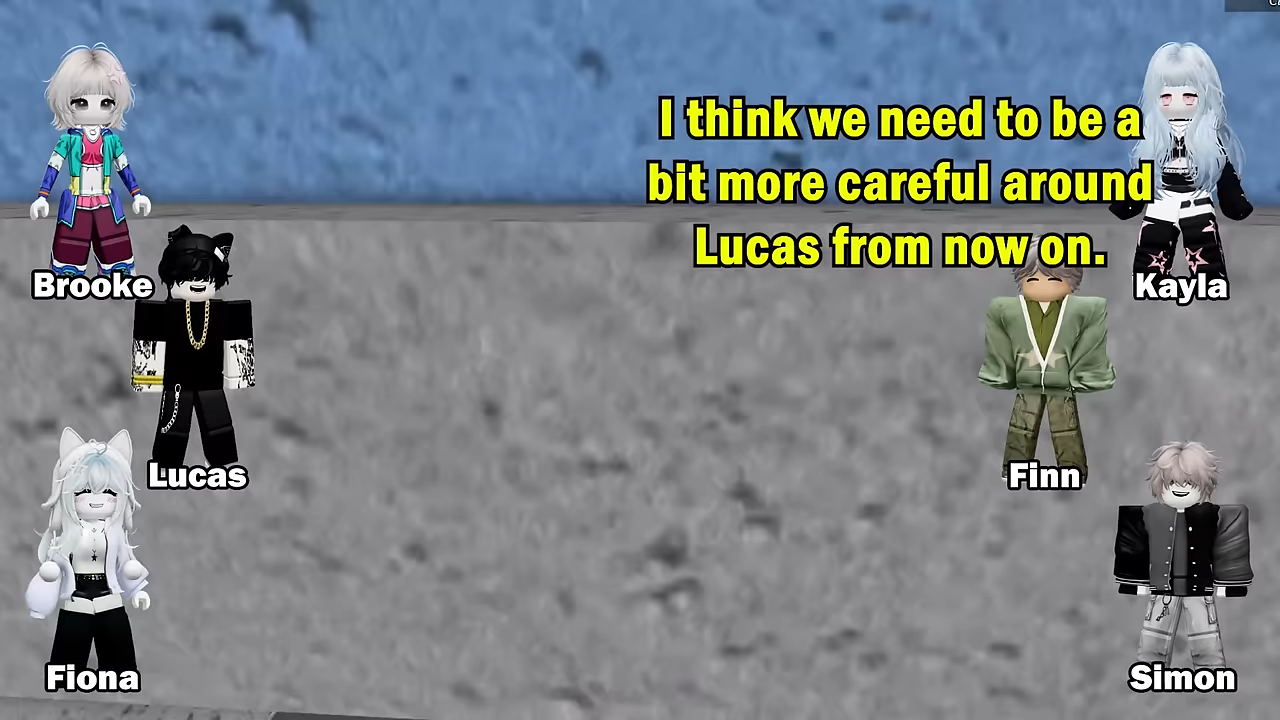 I think we need to be a
bit more careful around
Lucas from now on.
Brooke
Kayla
Lucas
Finn
Fiona
Simon